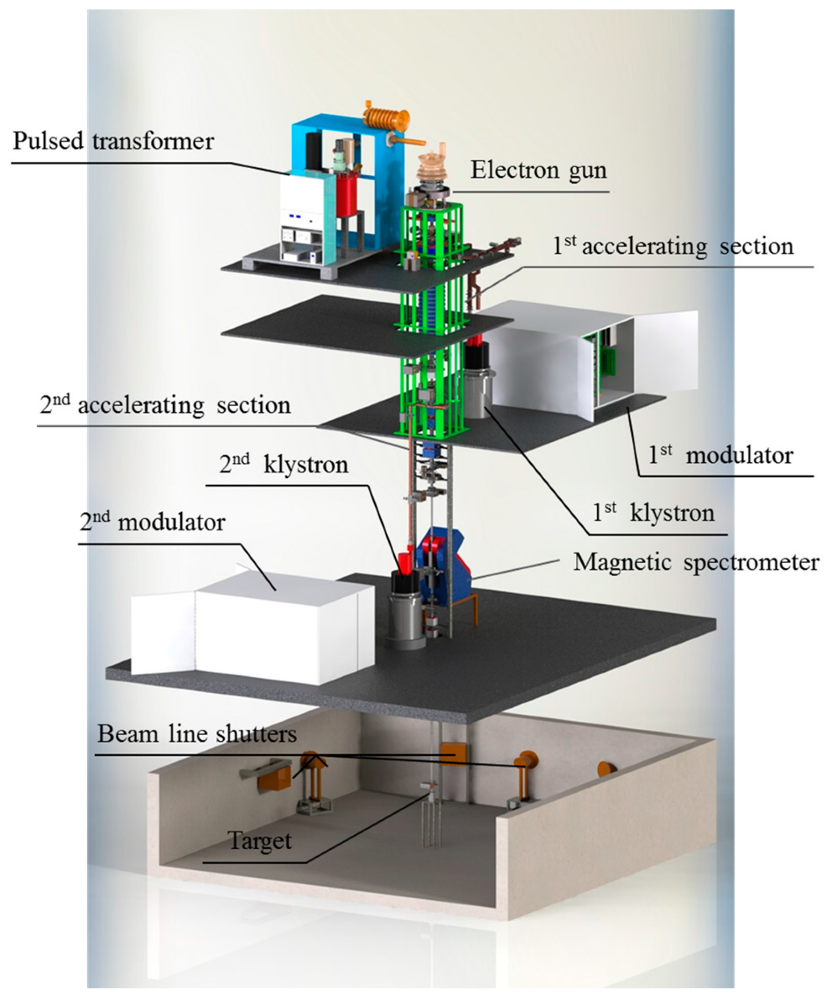 Pulsed transformer
Electron gun
1st accelerating section
2nd accelerating section
1st modulator
2nd klystron
1st klystron
2nd modulator
Magnetic spectrometer
Beam line shutters
Target